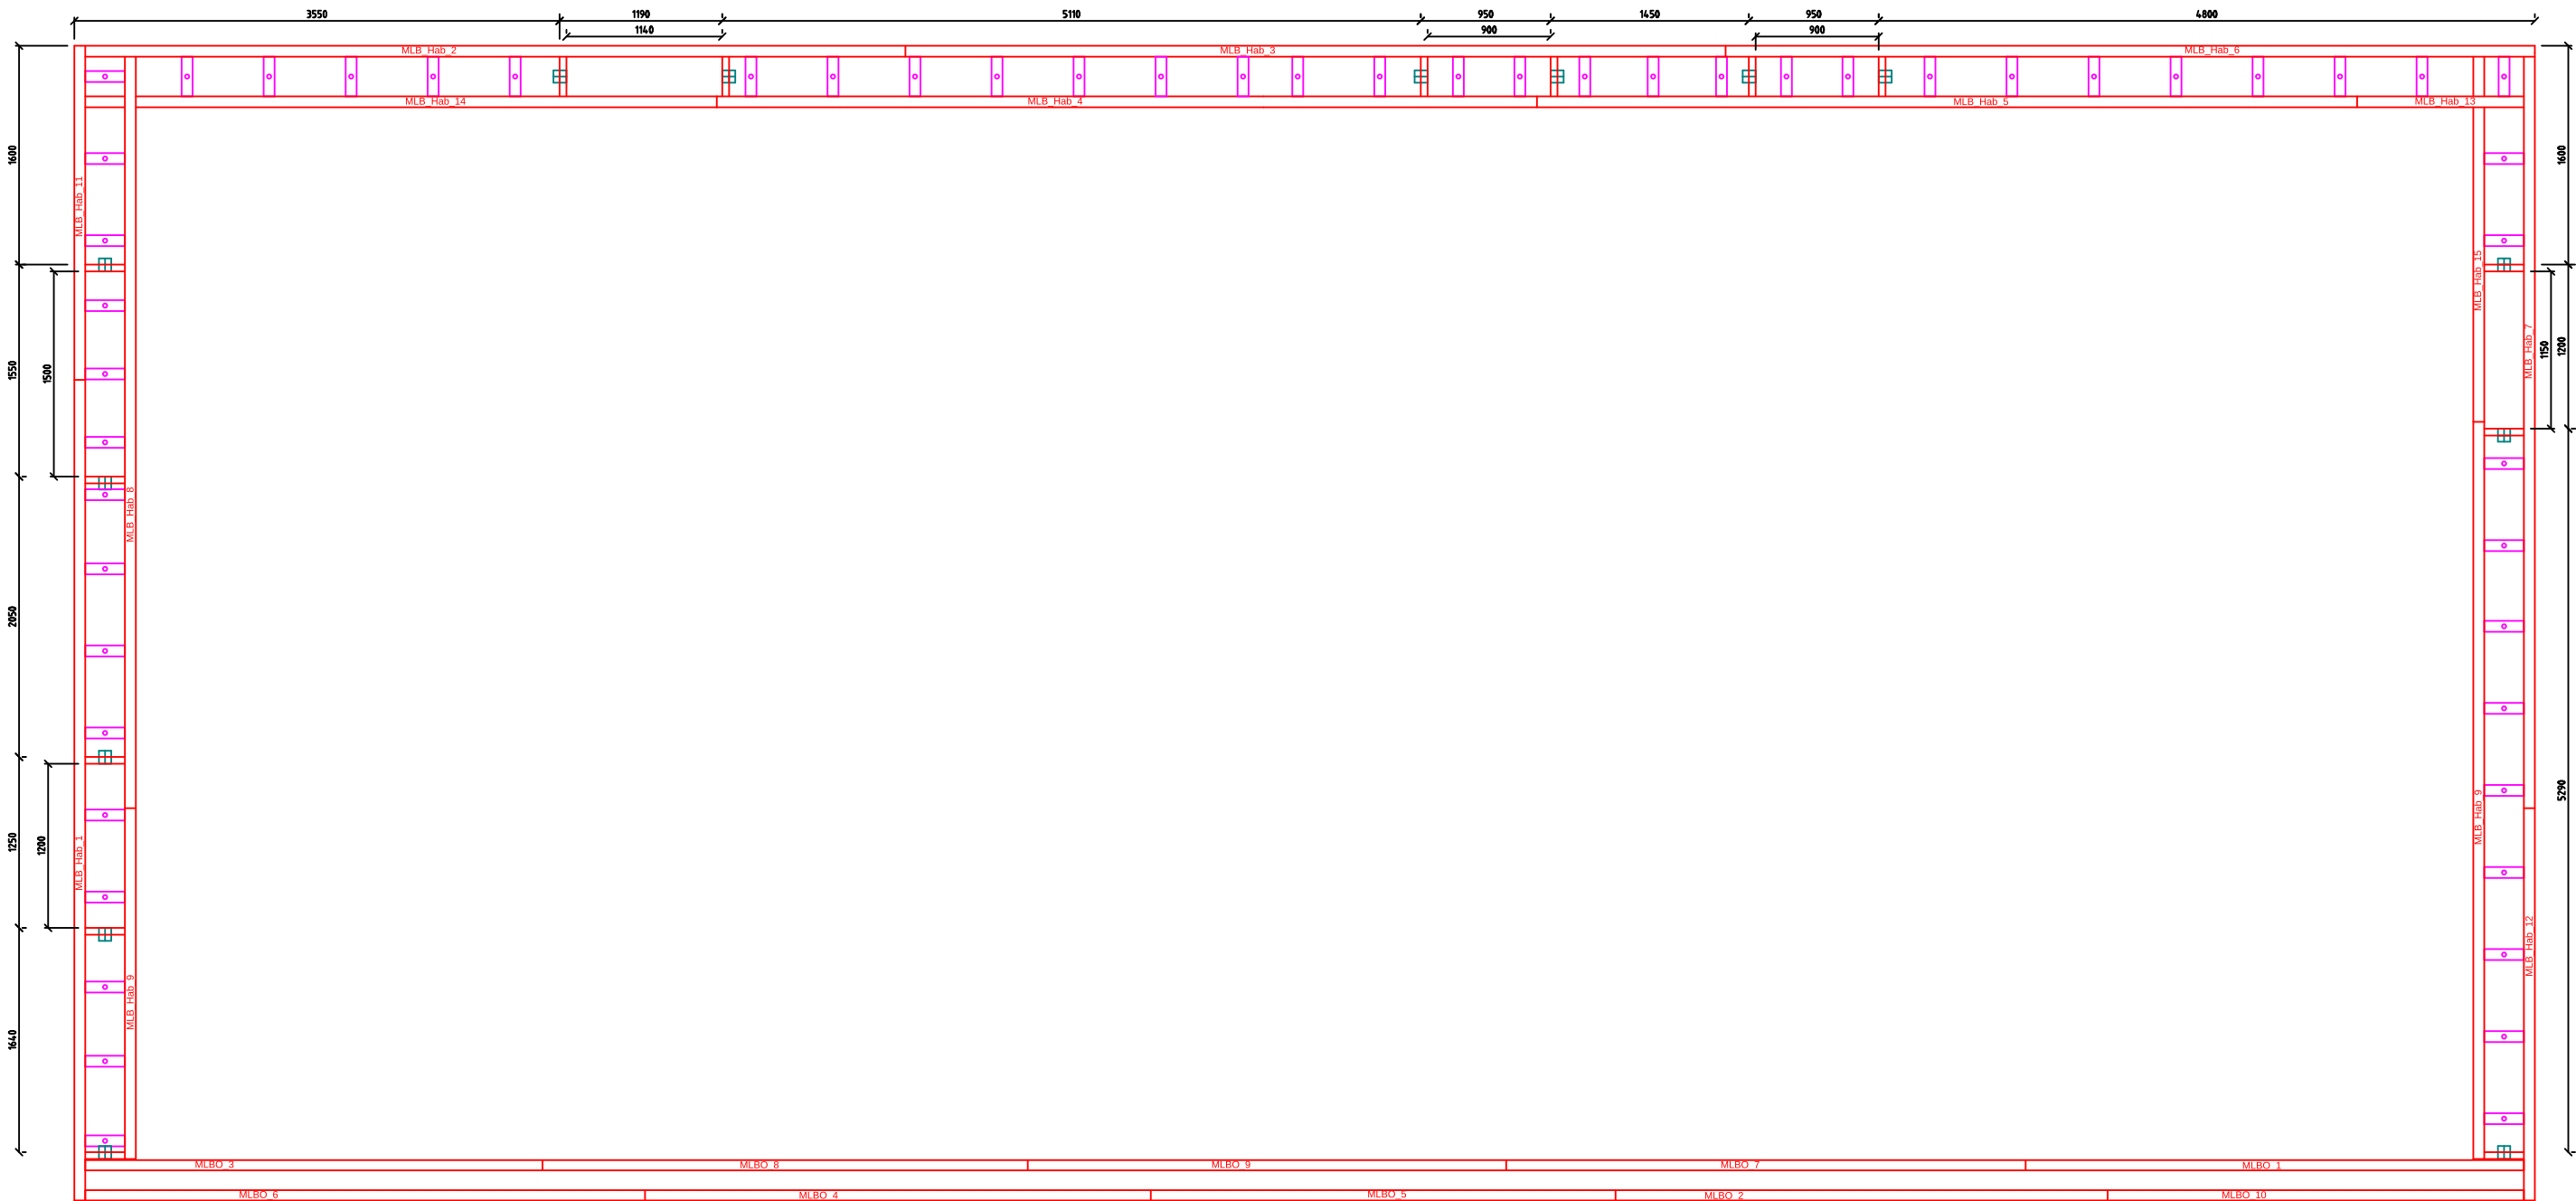 3550 1190 5110 950 1450 950 4800
1140 900 900
MLB_Hab_2 MLB_Hab_3 MLB_Hab_6
MLB_Hab_14 MLB_Hab_4 MLB_Hab_5 MLB_Hab_13
1600 1600
MLB_Hab_11
MLB_Hab_15
1550 1500 MLB_Hab_7 1150 1200
MLB_Hab_8
2050
5290
MLB_Hab_9
1250 1200 MLB_Hab_1
MLB_Hab_12
MLB_Hab_9
1640
MLBO_3 MLBO_8 MLBO_9 MLBO_7 MLBO_1
MLBO_6 MLBO_4 MLBO_5 MLBO_2 MLBO_10